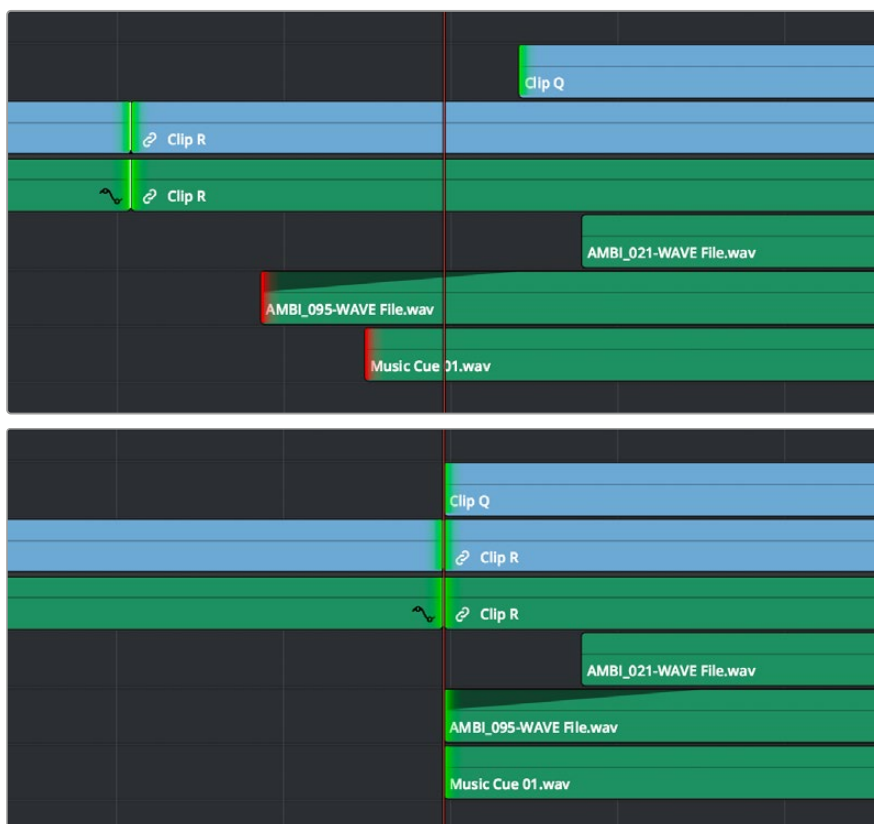 Clip Q
Clip R
Clip R
AMBI_021-WAVE File.wav
AMBI_095-WAVE File.wav
Music Cue 01.wav
Clip Q
Clip R
Clip R
AMBI_021-WAVE File.wav
AMBI_095-WAVE File.wav
Music Cue 01.wav